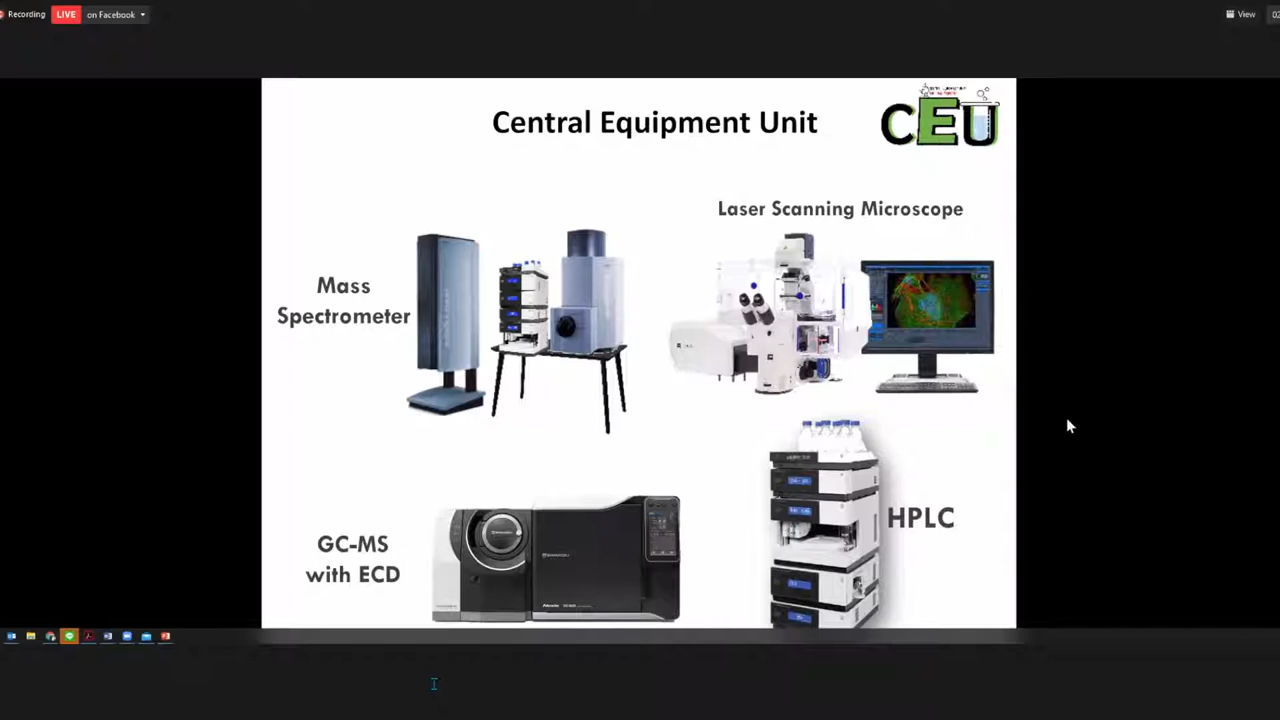 Recording
LIVE
on Facebook
View
Central Equipment Unit
CEU
Laser Scanning Microscope
Mass
Spectrometer
GC-MS
with ECD
HPLC